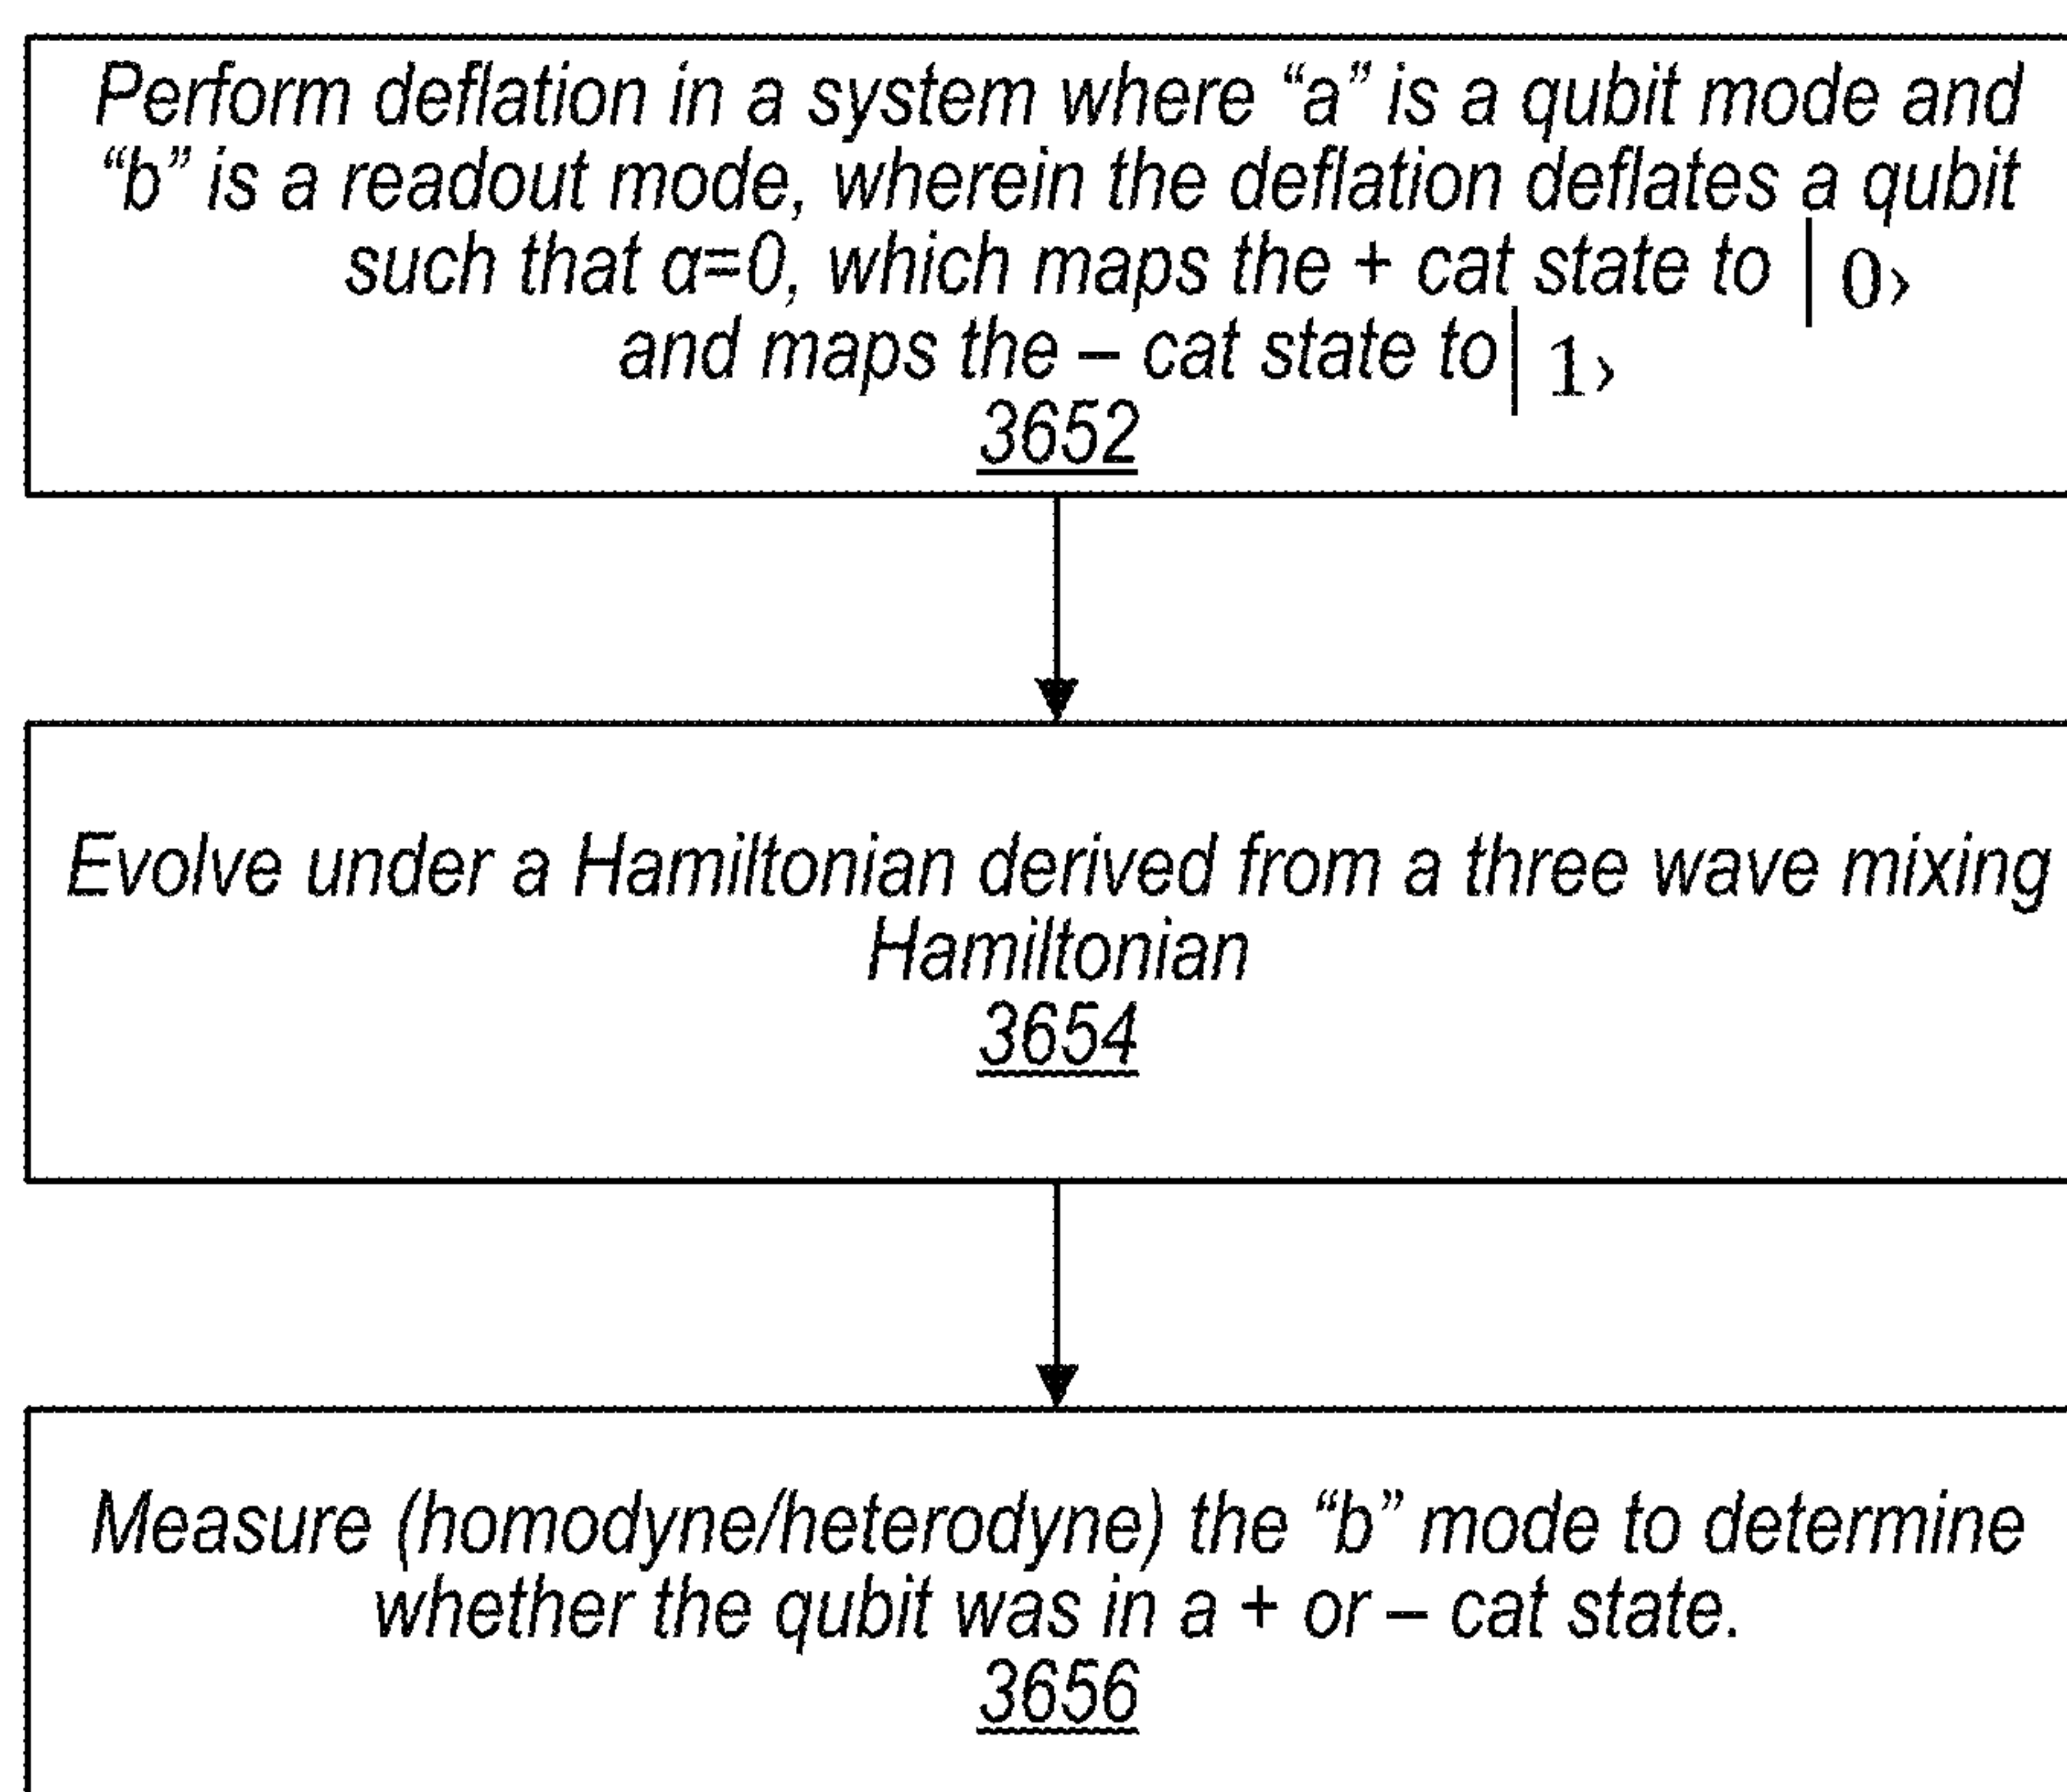 Perform deflation in a system where “a” is a qubit mode and
“b” is a readout mode, wherein the deflation deflates a qubit
such that α=0, which maps the + cat state to | 0›
and maps the – cat state to | 1›
3652
Evolve under a Hamiltonian derived from a three wave mixing
Hamiltonian
3654
Measure (homodyne/heterodyne) the “b” mode to determine
whether the qubit was in a + or – cat state.
3656